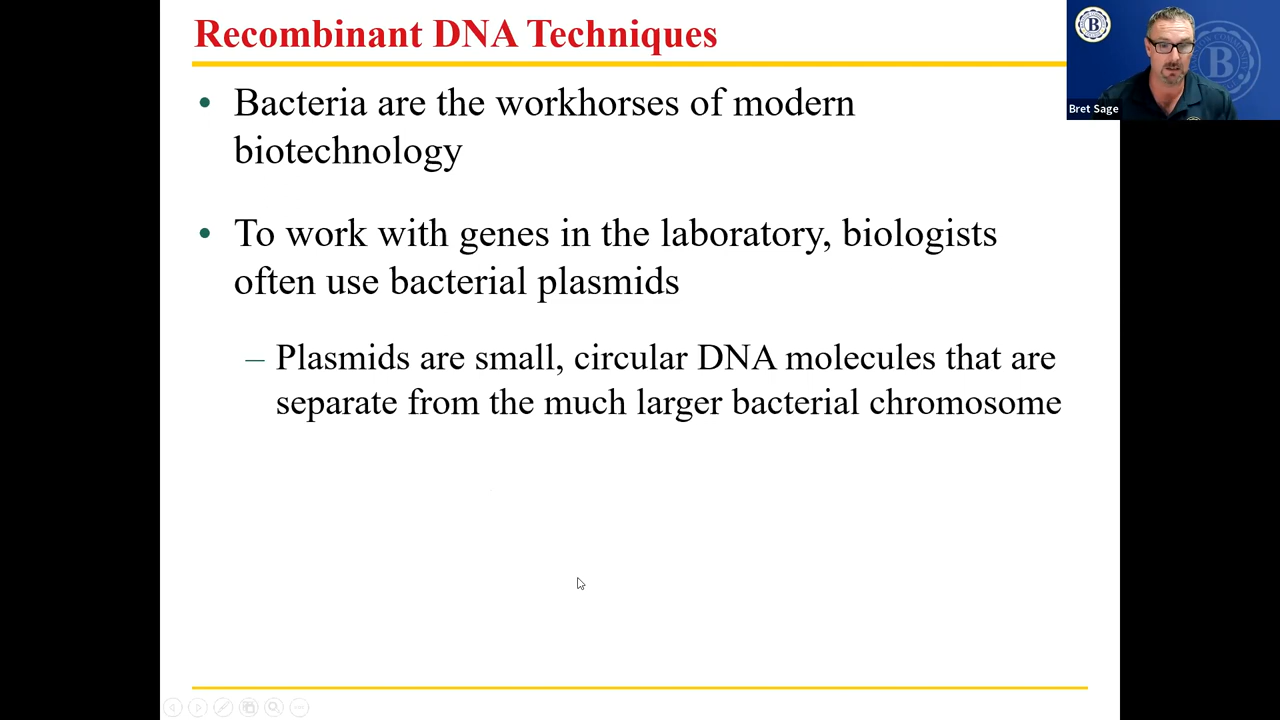 Recombinant DNA Techniques
• Bacteria are the workhorses of modern
biotechnology
• To work with genes in the laboratory, biologists
often use bacterial plasmids
– Plasmids are small, circular DNA molecules that are
separate from the much larger bacterial chromosome
B
B
Bret Sage